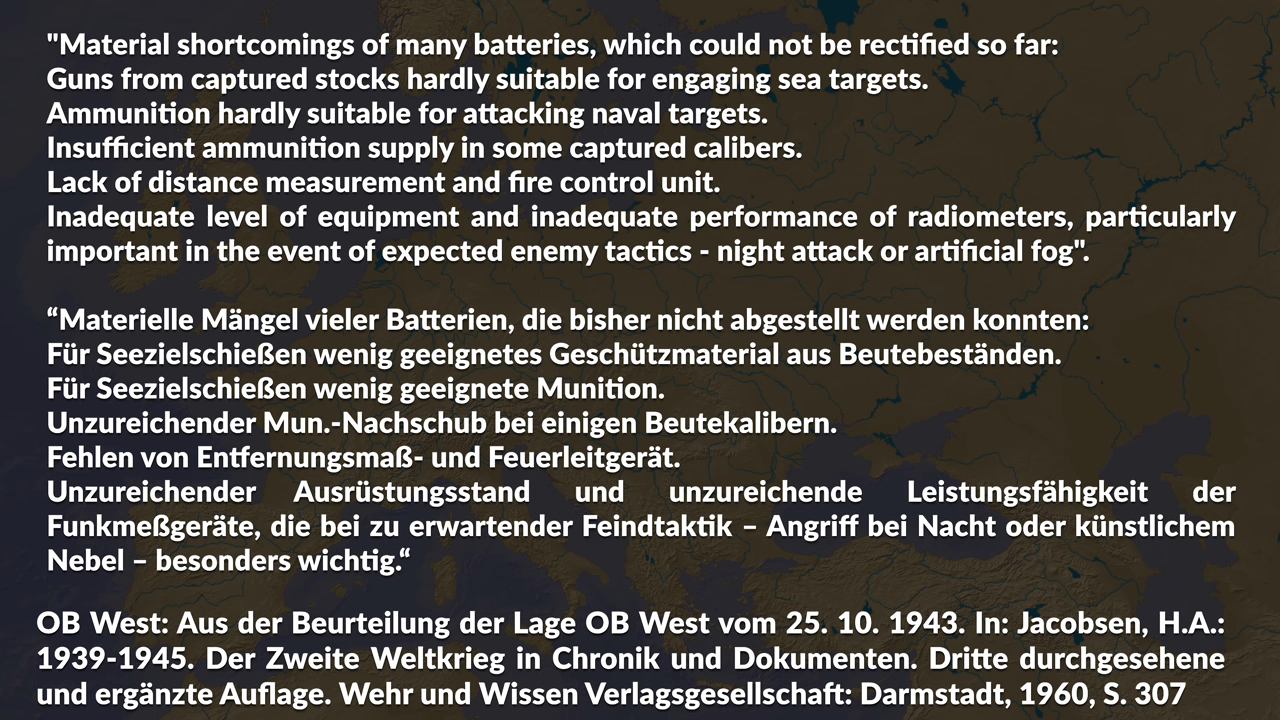 "Material shortcomings of many batteries, which could not be rectified so far:
Guns from captured stocks hardly suitable for engaging sea targets.
Ammunition hardly suitable for attacking naval targets.
Insufficient ammunition supply in some captured calibers.
Lack of distance measurement and fire control unit.
Inadequate level of equipment and inadequate performance of radiometers, particularly
important in the event of expected enemy tactics - night attack or artificial fog".
“Materielle Mängel vieler Batterien, die bisher nicht abgestellt werden konnten:
Für Seezielschießen wenig geeignetes Geschützmaterial aus Beutebeständen.
Für Seezielschießen wenig geeignete Munition.
Unzureichender Mun.-Nachschub bei einigen Beutekalibern.
Fehlen von Entfernungsmaß- und Feuerleitgerät.
Unzureichender Ausrüstungsstand und unzureichende Leistungsfähigkeit der
Funkmeßgeräte, die bei zu erwartender Feindtaktik – Angriff bei Nacht oder künstlichem
Nebel – besonders wichtig.“
OB West: Aus der Beurteilung der Lage OB West vom 25. 10. 1943. In: Jacobsen, H.A.:
1939-1945. Der Zweite Weltkrieg in Chronik und Dokumenten. Dritte durchgesehene
und ergänzte Auflage. Wehr und Wissen Verlagsgesellschaft: Darmstadt, 1960, S. 307